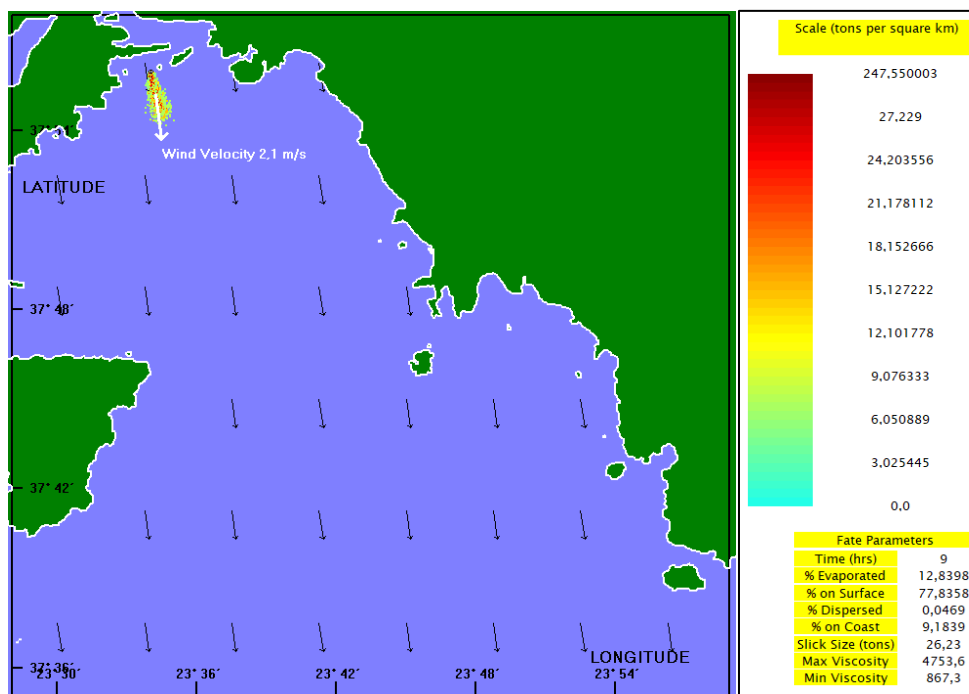 Scale (tons per square km)
247,550003
27,229
24,203556
21,178112
18,152666
15,127222
12,101778
9,076333
6,050889
3,025445
0,0
Wind Velocity 2,1 m/s
LATITUDE
37° 48´
37° 42´
37° 36´
LONGITUDE
23° 36´
23° 42´
23° 48´
23° 54´
Fate Parameters
Time (hrs) 9
% Evaporated 12,8398
% on Surface 77,8358
% Dispersed 0,0469
% on Coast 9,1839
Slick Size (tons) 26,23
Max Viscosity 4753,6
Min Viscosity 867,3